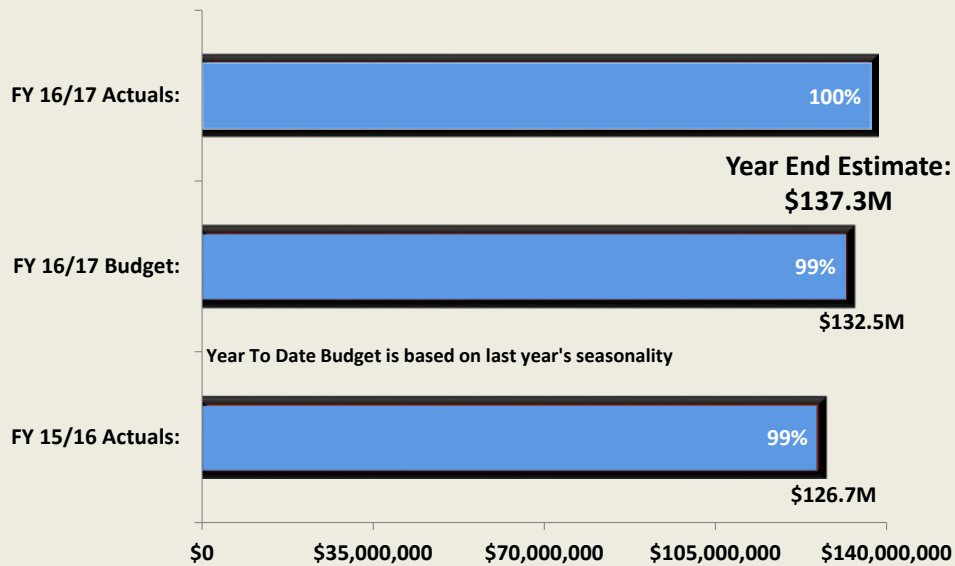 FY 16/17 Actuals:
100%
Year End Estimate:
$137.3M
FY 16/17 Budget:
99%
$132.5M
Year To Date Budget is based on last year's seasonality
FY 15/16 Actuals:
99%
$126.7M
$0
$35,000,000
$70,000,000
$105,000,000
$140,000,000